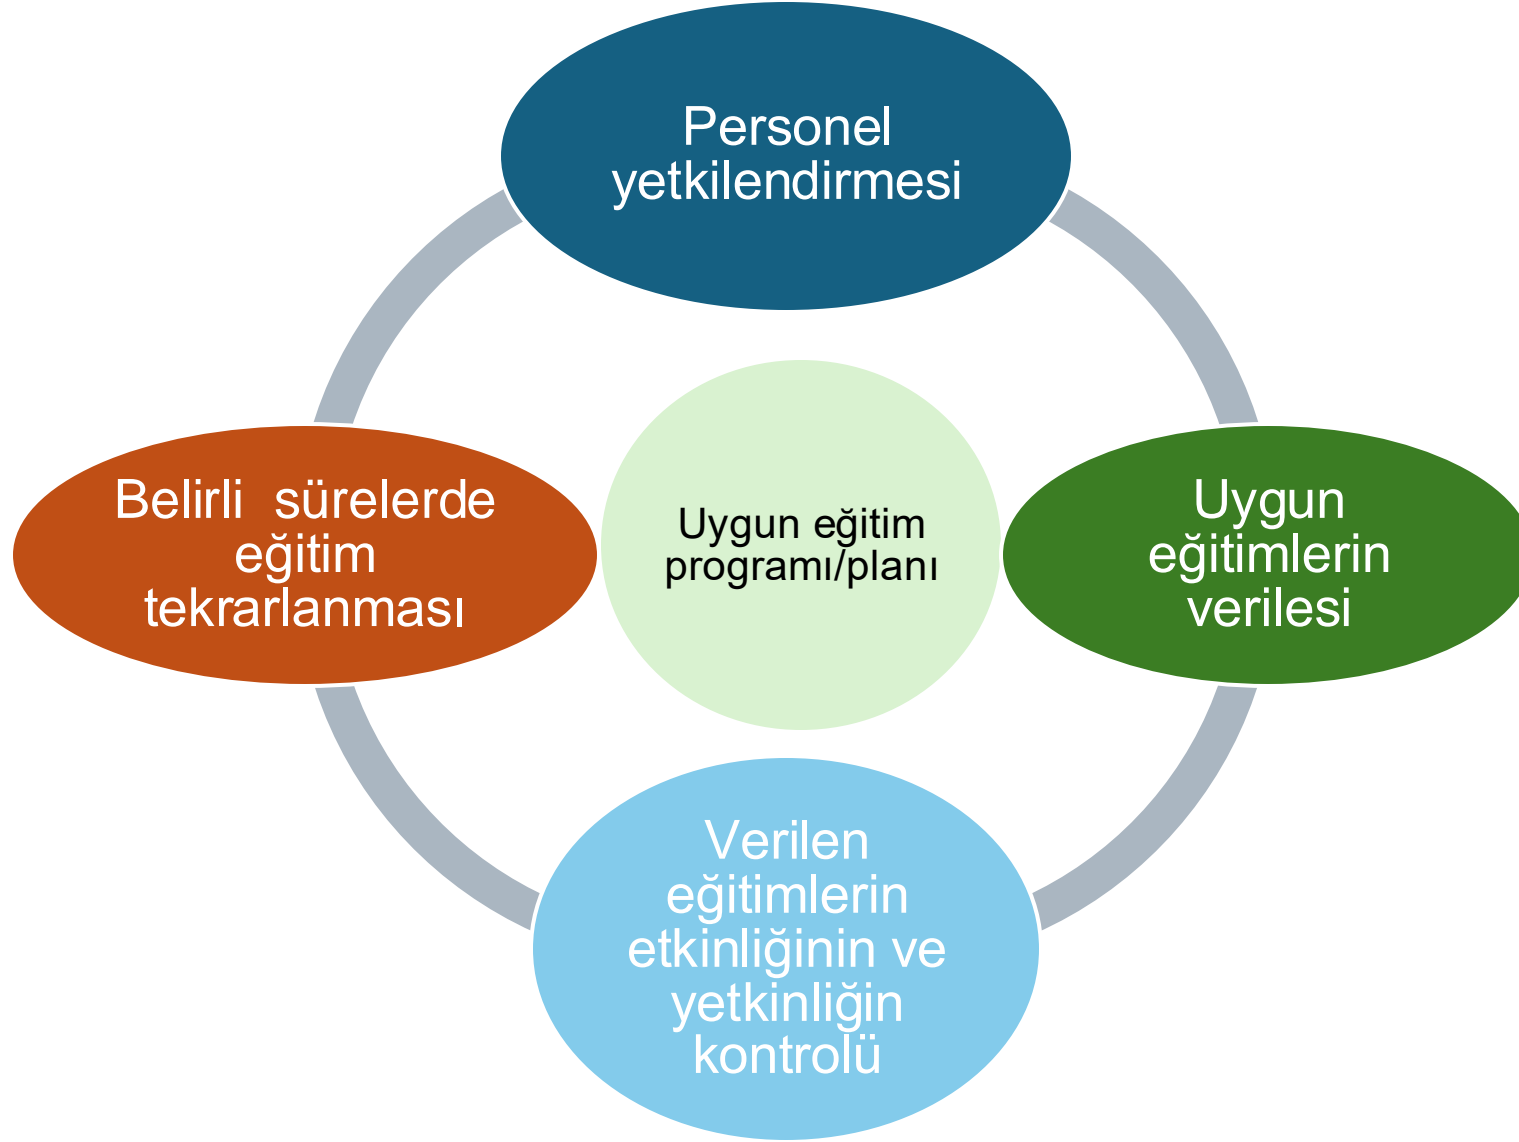 Personel
yetkilendirmesi
Belirli  sürelerde
eğitim
tekrarlanması
Uygun eğitim
programı/planı
Uygun
eğitimlerin
verilesi
Verilen
eğitimlerin
etkinliğinin ve
yetkinliğin
kontrolü